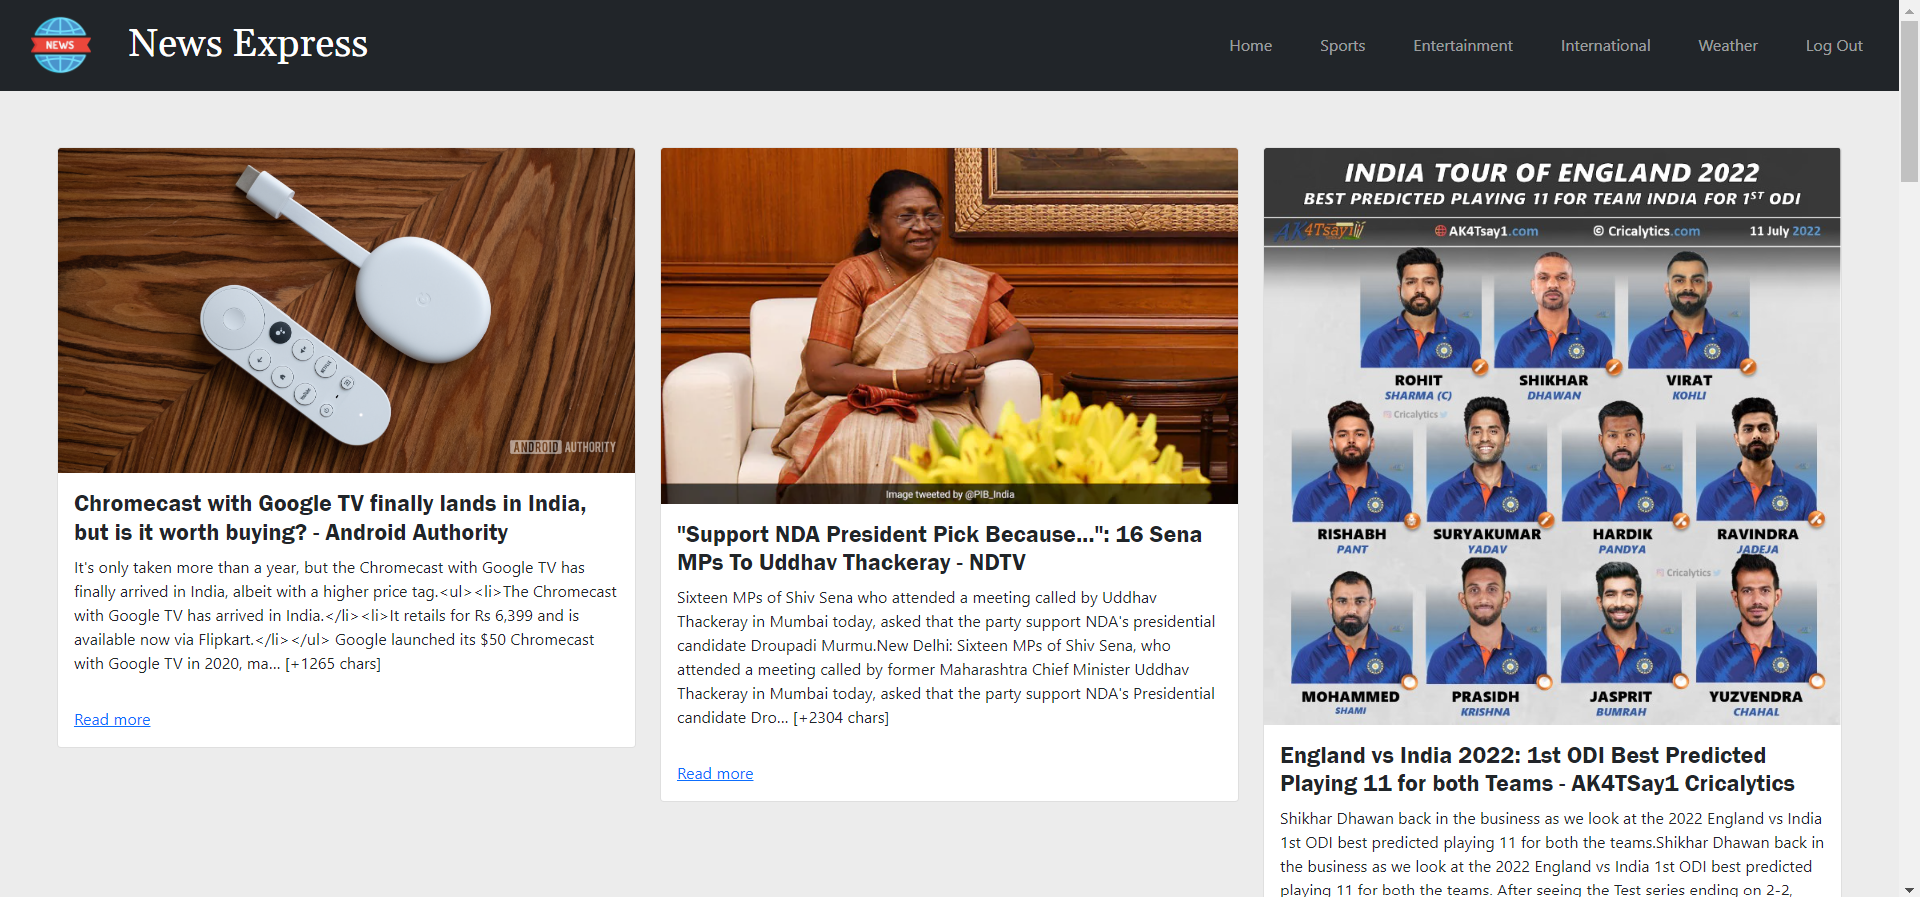 NEWS
News Express
Home
Sports
Entertainment
International
Weather
Log Out
ANDROID AUTHORITY
Chromecast with Google TV finally lands in India,
but is it worth buying? - Android Authority
It's only taken more than a year, but the Chromecast with Google TV has
finally arrived in India, albeit with a higher price tag.<ul><li>The Chromecast
with Google TV has arrived in India.</li><li>It retails for Rs 6,399 and is
available now via Flipkart.</li></ul> Google launched its $50 Chromecast
with Google TV in 2020, ma... [+1265 chars]
Read more
Image tweeted by @PIB_India
"Support NDA President Pick Because...": 16 Sena
MPs To Uddhav Thackeray - NDTV
Sixteen MPs of Shiv Sena who attended a meeting called by Uddhav
Thackeray in Mumbai today, asked that the party support NDA's presidential
candidate Droupadi Murmu.New Delhi: Sixteen MPs of Shiv Sena, who
attended a meeting called by former Maharashtra Chief Minister Uddhav
Thackeray in Mumbai today, asked that the party support NDA's Presidential
candidate Dro... [+2304 chars]
Read more
INDIA TOUR OF ENGLAND 2022
BEST PREDICTED PLAYING 11 FOR TEAM INDIA FOR 1ST ODI
AK4Tsay1
AK4Tsay1.com
© Cricalytics.com
11 July 2022
ROHIT
SHARMA (C)
SHIKHAR
DHAWAN
VIRAT
KOHLI
Cricalytics
RISHABH
PANT
SURYAKUMAR
YADAV
HARDIK
PANDYA
RAVINDRA
JADEJA
Cricalytics
MOHAMMED
SHAMI
PRASIDH
KRISHNA
JASPRIT
BUMRAH
YUZVENDRA
CHAHAL
England vs India 2022: 1st ODI Best Predicted
Playing 11 for both Teams - AK4TSay1 Cricalytics
Shikhar Dhawan back in the business as we look at the 2022 England vs India
1st ODI best predicted playing 11 for both the teams.Shikhar Dhawan back in
the business as we look at the 2022 England vs India 1st ODI best predicted
playing 11 for both the teams. After seeing the Test series ending on 2-2,